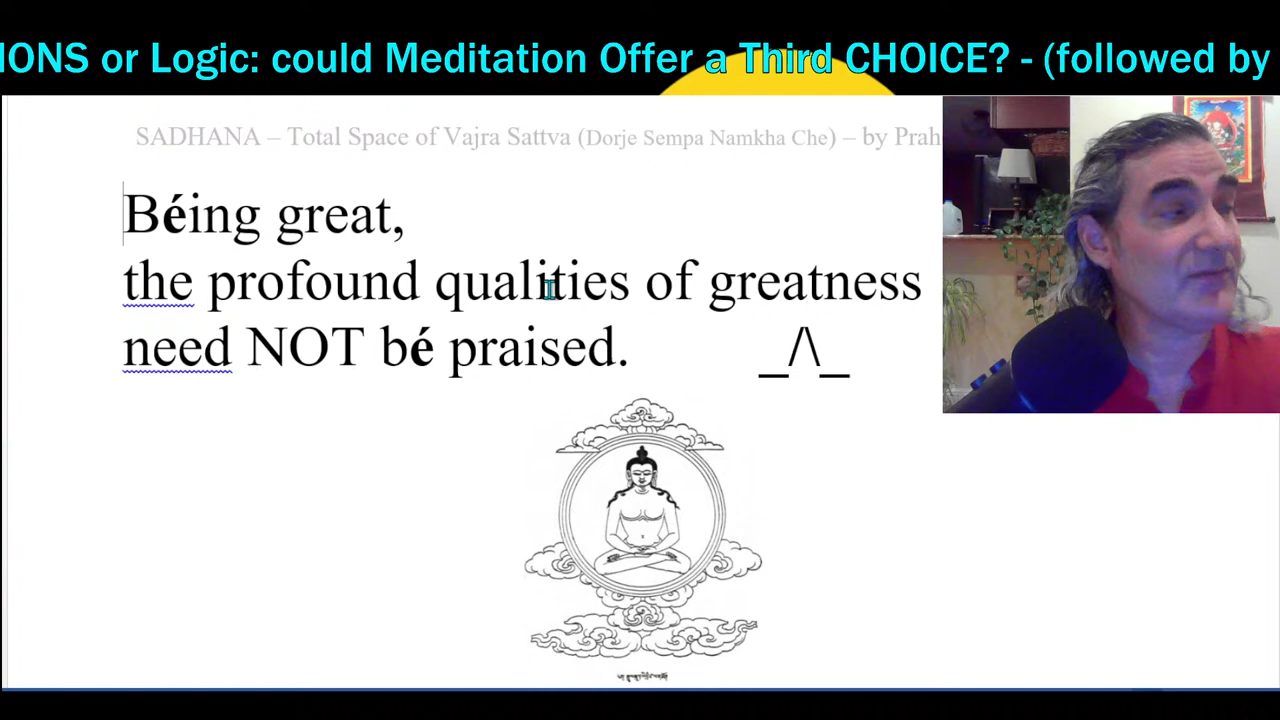 IONS or Logic: could Meditation Offer a Third CHOICE? - (followed by
SADHANA – Total Space of Vajra Sattva (Dorje Sempa Namkha Che) – by Prah
Béing great,
the profound qualities of greatness
need NOT bé praised. _/\_